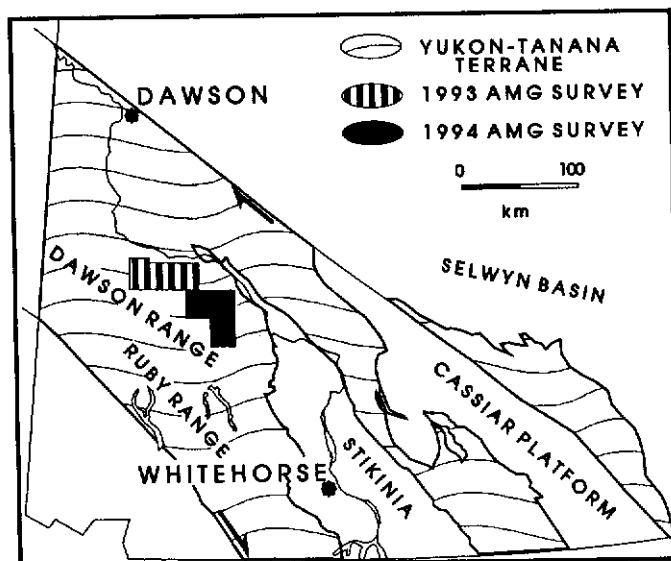 YUKON-TANANA
TERRANE
1993 AMG SURVEY
1994 AMG SURVEY
0 100
km
DAWSON
SELWYN BASIN
DAWSON RANGE
RUBY RANGE
CASSIAR PLATFORM
STIKINIA
WHITEHORSE